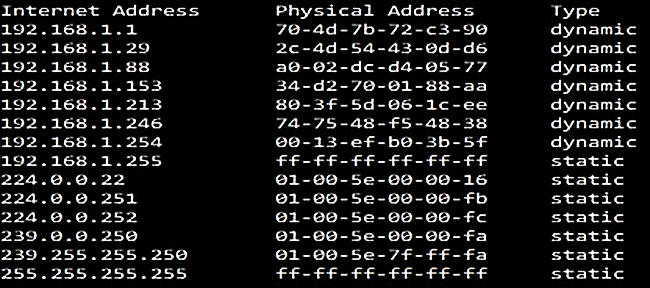 Internet Address Physical Address Type
192.168.1.1 70-4d-7b-72-c3-90 dynamic
192.168.1.29 2c-4d-54-43-0d-d6 dynamic
192.168.1.88 a0-02-dc-d4-05-77 dynamic
192.168.1.153 34-d2-70-01-88-aa dynamic
192.168.1.213 80-3f-5d-06-1c-ee dynamic
192.168.1.246 74-75-48-f5-48-38 dynamic
192.168.1.254 00-13-ef-b0-3b-5f dynamic
192.168.1.255 ff-ff-ff-ff-ff-ff static
224.0.0.22 01-00-5e-00-00-16 static
224.0.0.251 01-00-5e-00-00-fb static
224.0.0.252 01-00-5e-00-00-fc static
239.0.0.250 01-00-5e-00-00-fa static
239.255.255.250 01-00-5e-7f-ff-fa static
255.255.255.255 ff-ff-ff-ff-ff-ff static